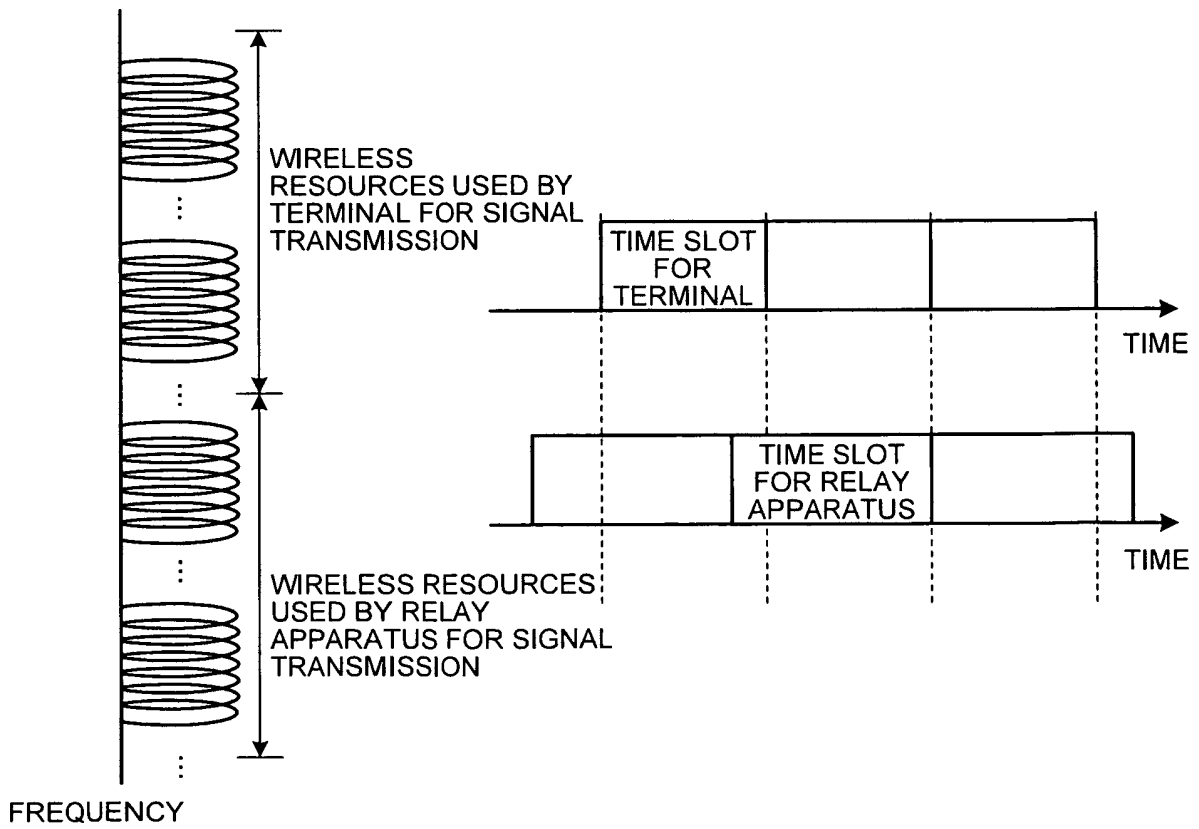 WIRELESS
RESOURCES USED BY
TERMINAL FOR SIGNAL
TRANSMISSION
TIME SLOT
FOR
TERMINAL
TIME
TIME SLOT
FOR RELAY
APPARATUS
TIME
WIRELESS RESOURCES
USED BY RELAY
APPARATUS FOR SIGNAL
TRANSMISSION
FREQUENCY